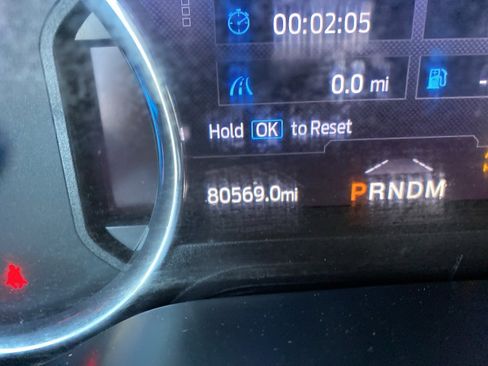 00:02:05
0.0 mi
Hold OK to Reset
80569.0mi PRNDM